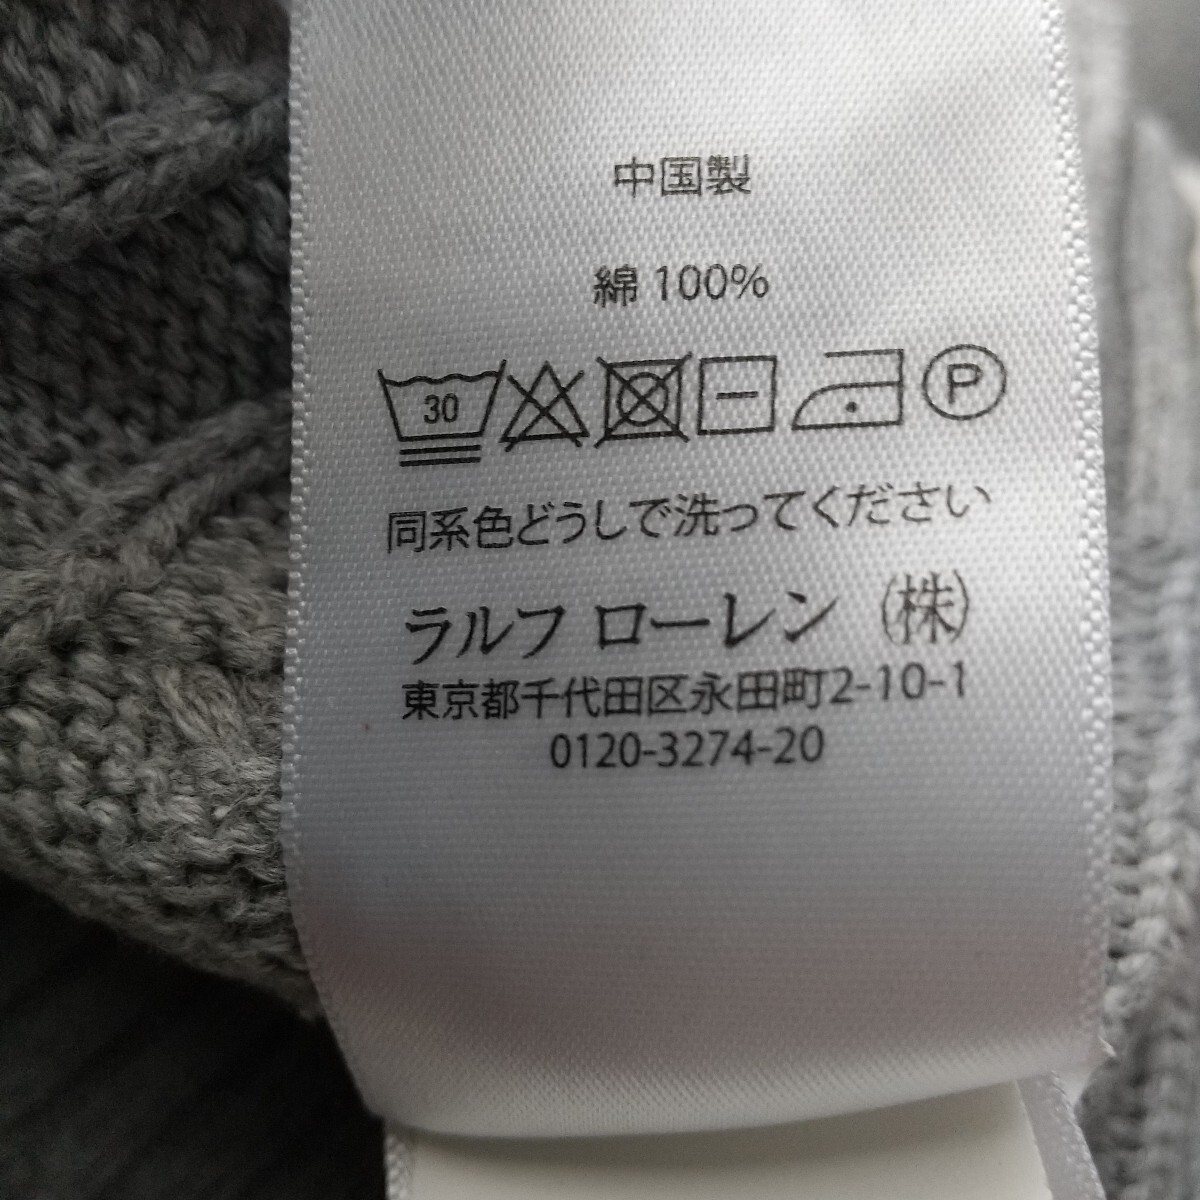 中国製
綿 100%
30 P
同系色どうしで洗ってください
ラルフ ローレン (株)
東京都千代田区永田町2-10-1
0120-3274-20